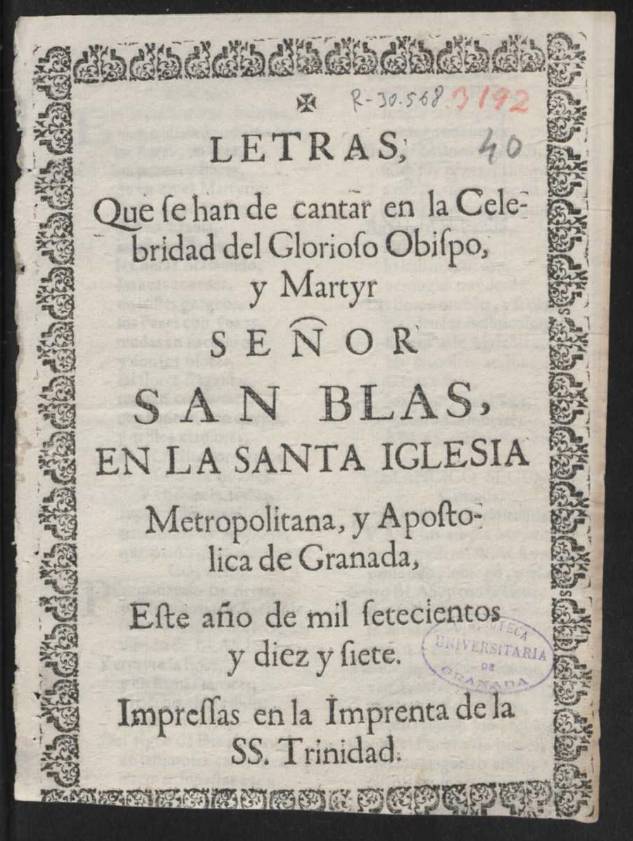 ✠ R-30.568 3192
LETRAS, 40
Que ſe han de cantar en la Cele-
bridad del Glorioſo Obiſpo,
y Martyr
SEÑOR
SAN BLAS,
EN LA SANTA IGLESIA
Metropolitana, y Apoſto-
lica de Granada,
Eſte año de mil ſetecientos
y diez y ſiete.
BIBLIOTECA
UNIVERSITARIA
DE
GRANADA
Impreſſas en la Imprenta de la
SS. Trinidad.